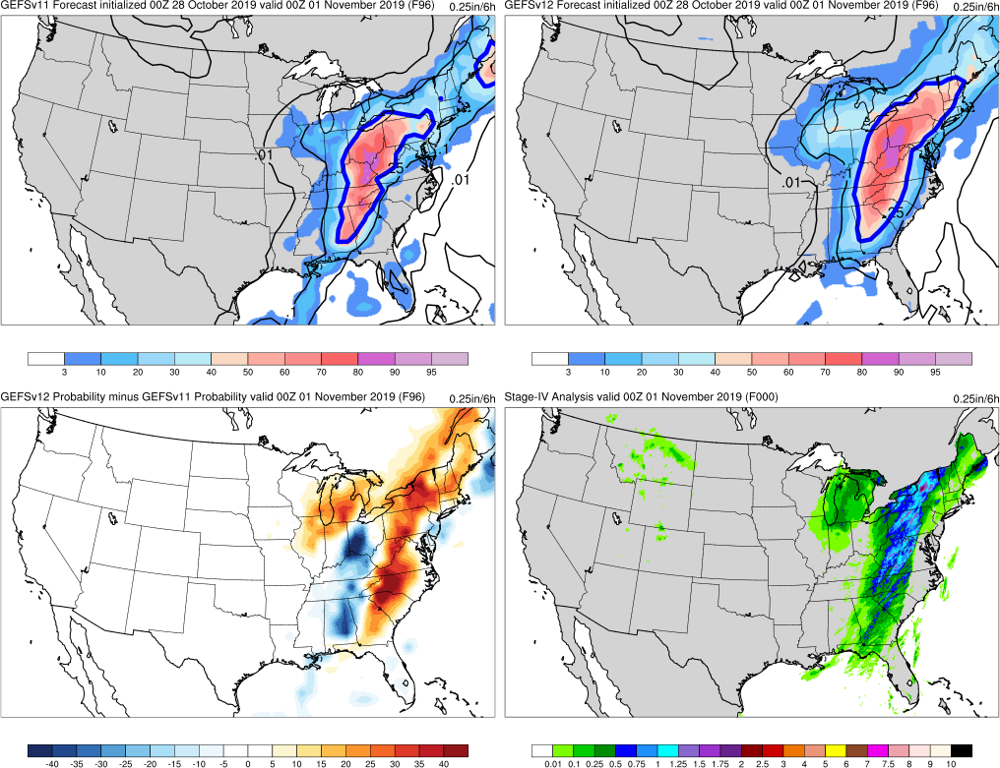 GEFSv11 Forecast initialized 00Z 28 October 2019 valid 00Z 01 November 2019 (F96) 0.25in/6h
.01
.25
.1
.01
.1
3 10 20 30 40 50 60 70 80 90 95
GEFSv12 Forecast initialized 00Z 28 October 2019 valid 00Z 01 November 2019 (F96) 0.25in/6h
.01
.1
.25
3 10 20 30 40 50 60 70 80 90 95
GEFSv12 Probability minus GEFSv11 Probability valid 00Z 01 November 2019 (F96) 0.25in/6h
-40 -35 -30 -25 -20 -15 -10 -5 0 5 10 15 20 25 30 35 40
Stage-IV Analysis valid 00Z 01 November 2019 (F000) 0.25in/6h
0.01 0.1 0.25 0.5 0.75 1 1.25 1.5 1.75 2 2.5 3 4 5 6 7 7.5 8 9 10